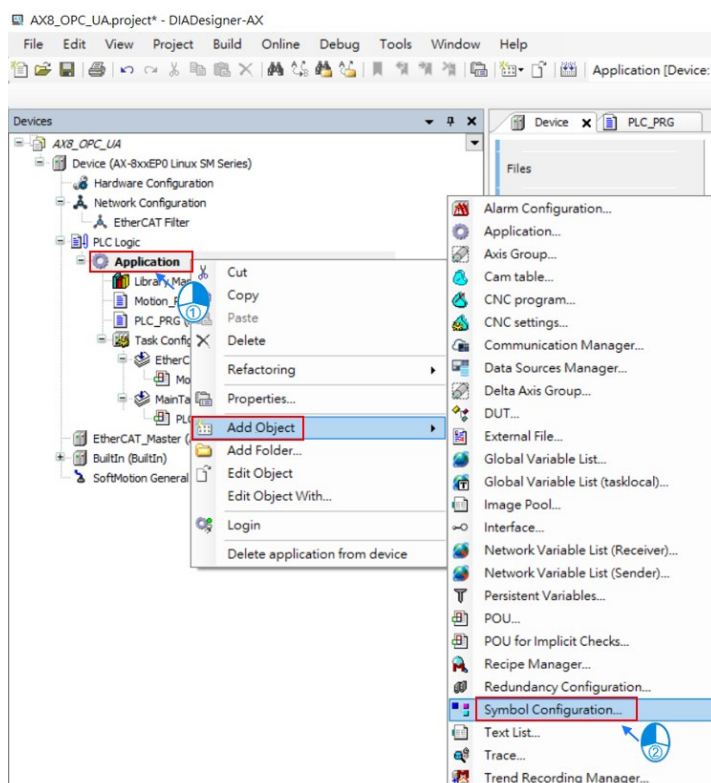 AX8_OPC_UA.project* - DIADesigner-AX
File Edit View Project Build Online Debug Tools Window Help
Application [Device:
Devices
Device
PLC_PRG
AX8_OPC_UA
Device (AX-8xxEP0 Linux SM Series)
Files
Hardware Configuration
Network Configuration
EtherCAT Filter
PLC Logic
Application
Library Ma
Motion_
PLC_PRG
Task Config
EtherC
Mo
MainTa
PL
EtherCAT_Master (
BuiltIn (BuiltIn)
SoftMotion General
①
Cut
Copy
Paste
Delete
Refactoring
Properties...
Add Object
Add Folder...
Edit Object
Edit Object With...
Login
Delete application from device
Alarm Configuration...
Application...
Axis Group...
Cam table...
CNC program...
CNC settings...
Communication Manager...
Data Sources Manager...
Delta Axis Group...
DUT...
External File...
Global Variable List...
Global Variable List (tasklocal)...
Image Pool...
Interface...
Network Variable List (Receiver)...
Network Variable List (Sender)...
Persistent Variables...
POU...
POU for Implicit Checks...
Recipe Manager...
Redundancy Configuration...
Symbol Configuration...
Text List...
②
Trace...
Trend Recording Manager...